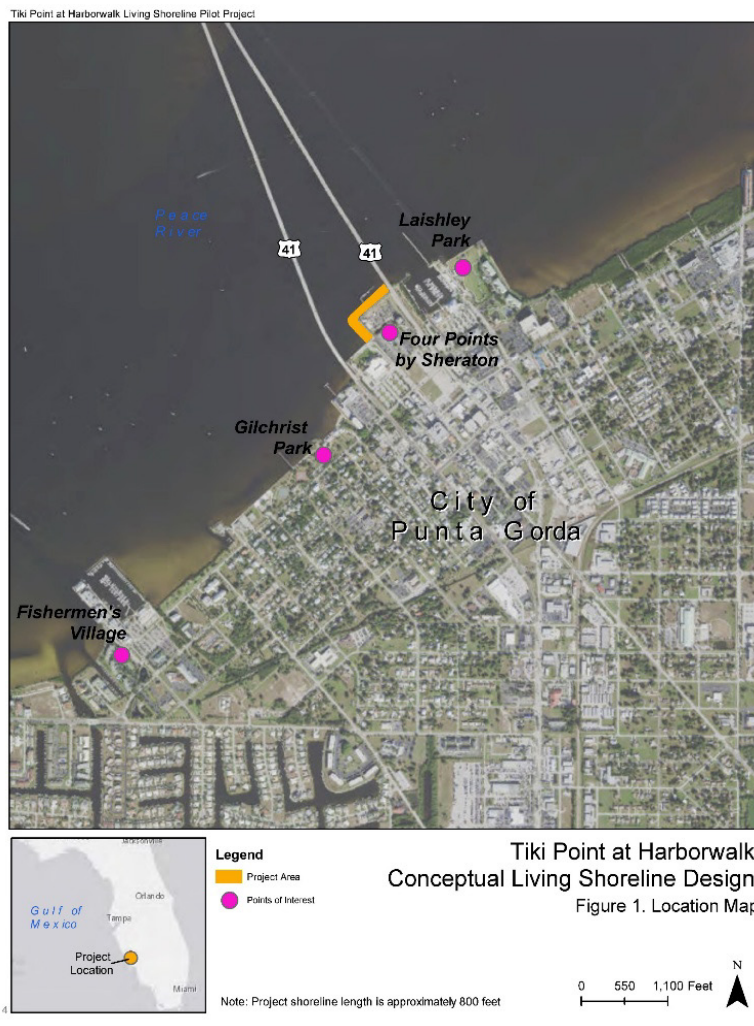 Tiki Point at Harborwalk Living Shoreline Pilot Project
Peace
River
Laishley
Park
41
41
Four Points
by Sheraton
Gilchrist
Park
City of
Punta Gorda
Fishermen's
Village
Jacksonville
Orlando
Gulf of
Mexico
Tampa
Project
Location
Miami
4
Legend
Project Area
Points of Interest
Note: Project shoreline length is approximately 800 feet
Tiki Point at Harborwalk
Conceptual Living Shoreline Design
Figure 1. Location Map
0 550 1,100 Feet
N